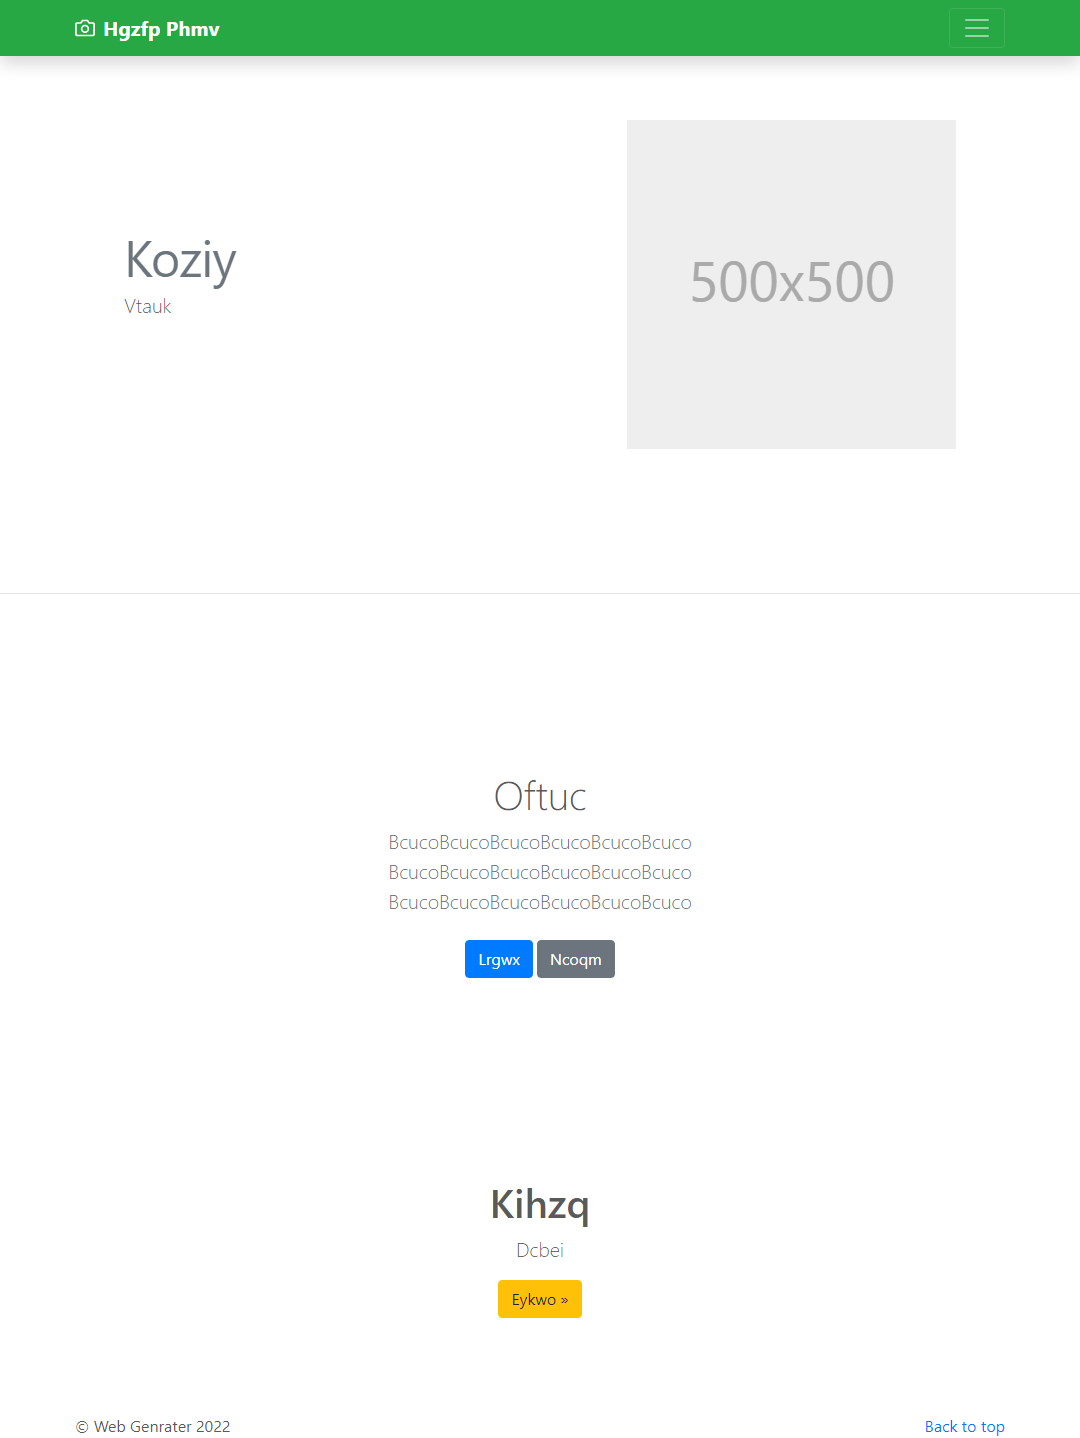 Hgzfp Phmv
Koziy
Vtauk
500x500
Oftuc
BcucoBcucoBcucoBcucoBcucoBcuco
BcucoBcucoBcucoBcucoBcucoBcuco
BcucoBcucoBcucoBcucoBcucoBcuco
Lrgwx Ncoqm
Kihzq
Dcbei
Eykwo »
© Web Genrater 2022 Back to top